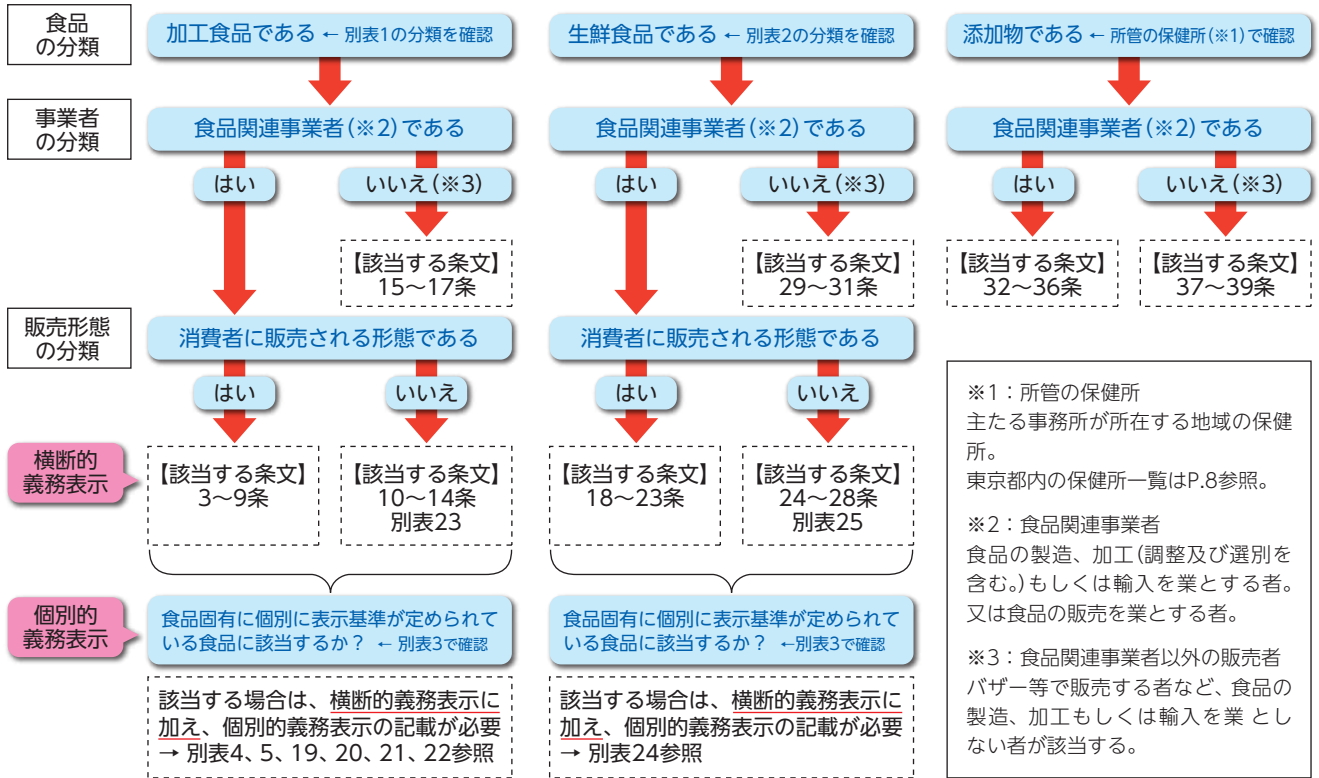 食品
の分類
加工食品である ← 別表1の分類を確認
生鮮食品である ← 別表2の分類を確認
添加物である ← 所管の保健所(※1)で確認
事業者
の分類
食品関連事業者(※2)である
食品関連事業者(※2)である
食品関連事業者(※2)である
はい
いいえ(※3)
はい
いいえ(※3)
はい
いいえ(※3)
【該当する条文】
15～17条
【該当する条文】
29～31条
【該当する条文】
32～36条
【該当する条文】
37～39条
販売形態
の分類
消費者に販売される形態である
消費者に販売される形態である
はい
いいえ
はい
いいえ
横断的
義務表示
【該当する条文】
3～9条
【該当する条文】
10～14条
別表23
【該当する条文】
18～23条
【該当する条文】
24～28条
別表25
個別的
義務表示
食品固有に個別に表示基準が定められて
いる食品に該当するか？ ← 別表3で確認
食品固有に個別に表示基準が定められて
いる食品に該当するか？ ←別表3で確認
該当する場合は、横断的義務表示に
加え、個別的義務表示の記載が必要
→ 別表4、5、19、20、21、22参照
該当する場合は、横断的義務表示に
加え、個別的義務表示の記載が必要
→ 別表24参照
※1：所管の保健所
主たる事務所が所在する地域の保健
所。
東京都内の保健所一覧はP.8参照。
※2：食品関連事業者
食品の製造、加工(調整及び選別を
含む。)もしくは輸入を業とする者。
又は食品の販売を業とする者。
※3：食品関連事業者以外の販売者
バザー等で販売する者など、食品の
製造、加工もしくは輸入を業 とし
ない者が該当する。